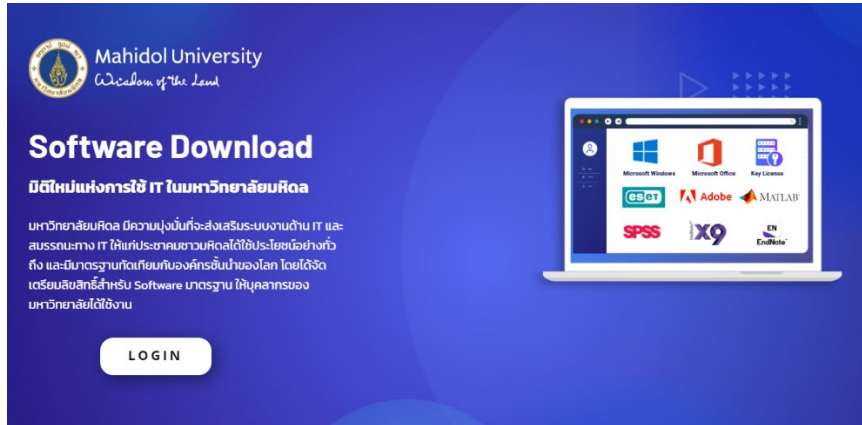 Mahidol University
Wisdom of the Land
Software Download
มิติใหม่แห่งการใช้ IT ในมหาวิทยาลัยมหิดล
มหาวิทยาลัยมหิดล มีความมุ่งมั่นที่จะส่งเสริมระบบงานด้าน IT และ
สมรรถนะทาง IT ให้แก่ประชาคมชาวมหิดลได้ใช้ประโยชน์อย่างทั่ว
ถึง และมีมาตรฐานทัดเทียมกับองค์กรชั้นนำของโลก โดยได้จัด
เตรียมลิขสิทธิ์สำหรับ Software มาตรฐาน ให้บุคลากรของ
มหาวิทยาลัยได้ใช้งาน
LOGIN
Microsoft Windows
Microsoft Office
Key License
eseT
Adobe
MATLAB
SPSS
EndNote
X9
EN
EndNote